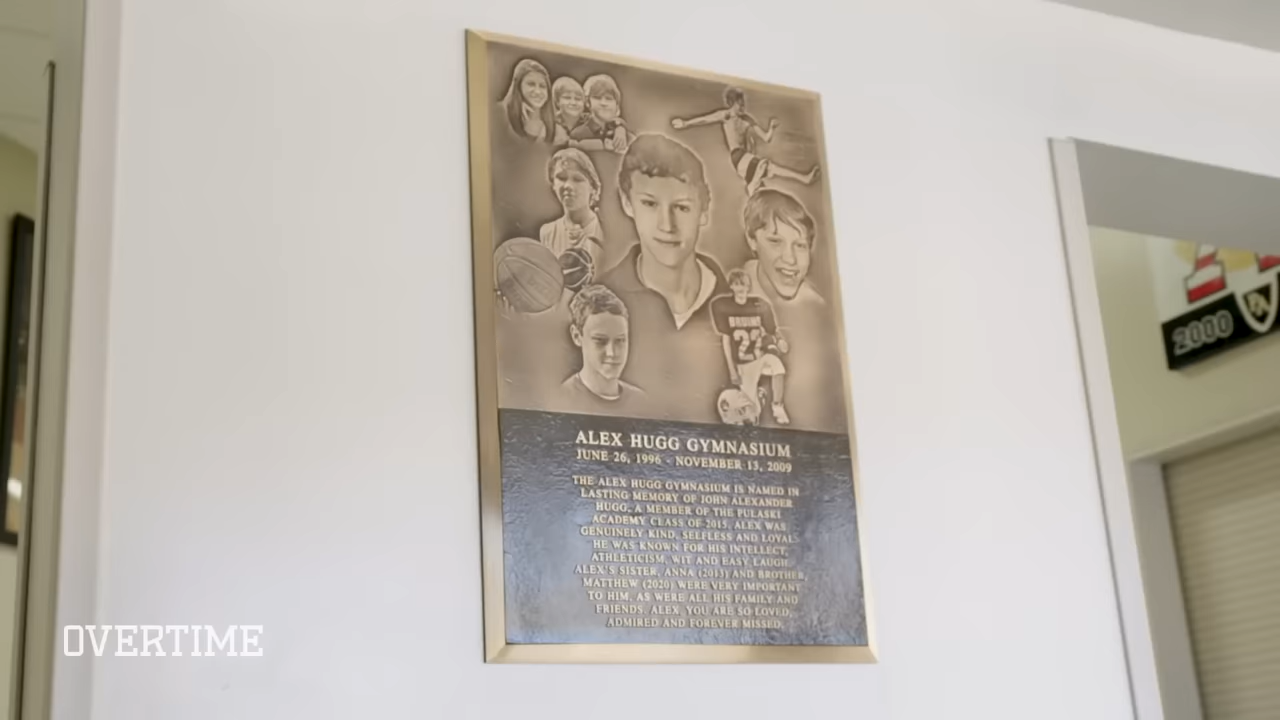 BRUINS
22
ALEX HUGG GYMNASIUM
JUNE 26, 1996 - NOVEMBER 13, 2009
THE ALEX HUGG GYMNASIUM IS NAMED IN
LASTING MEMORY OF JOHN ALEXANDER
HUGG, A MEMBER OF THE PULASKI
ACADEMY CLASS OF 2015. ALEX WAS
GENUINELY KIND, SELFLESS AND LOYAL.
HE WAS KNOWN FOR HIS INTELLECT,
ATHLETICISM, WIT AND EASY LAUGH.
ALEX'S SISTER, ANNA (2013) AND BROTHER,
MATTHEW (2020) WERE VERY IMPORTANT
TO HIM, AS WERE ALL HIS FAMILY AND
FRIENDS. ALEX, YOU ARE SO LOVED,
ADMIRED AND FOREVER MISSED.
2000
PA
OVERTIME